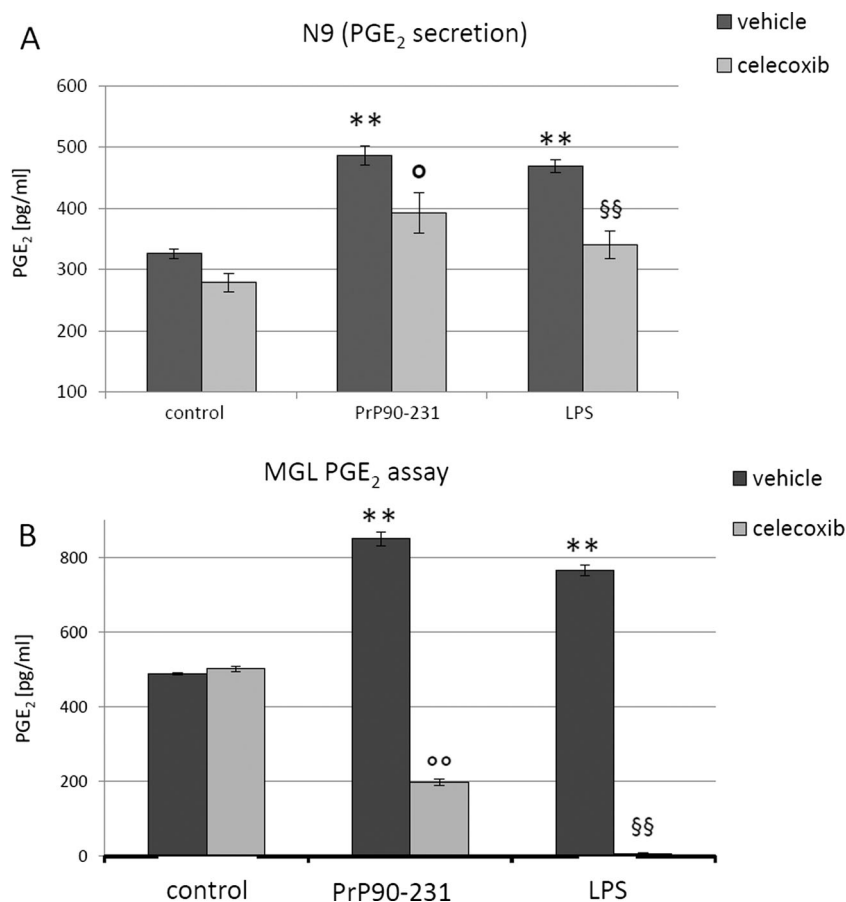 A
N9 (PGE₂ secretion)
vehicle
celecoxib
PGE₂ [pg/ml]
600
500
400
300
200
100
**
o
**
§§
control
PrP90-231
LPS
B
MGL PGE₂ assay
vehicle
celecoxib
PGE₂ [pg/ml]
800
600
400
200
0
**
oo
**
§§
control
PrP90-231
LPS